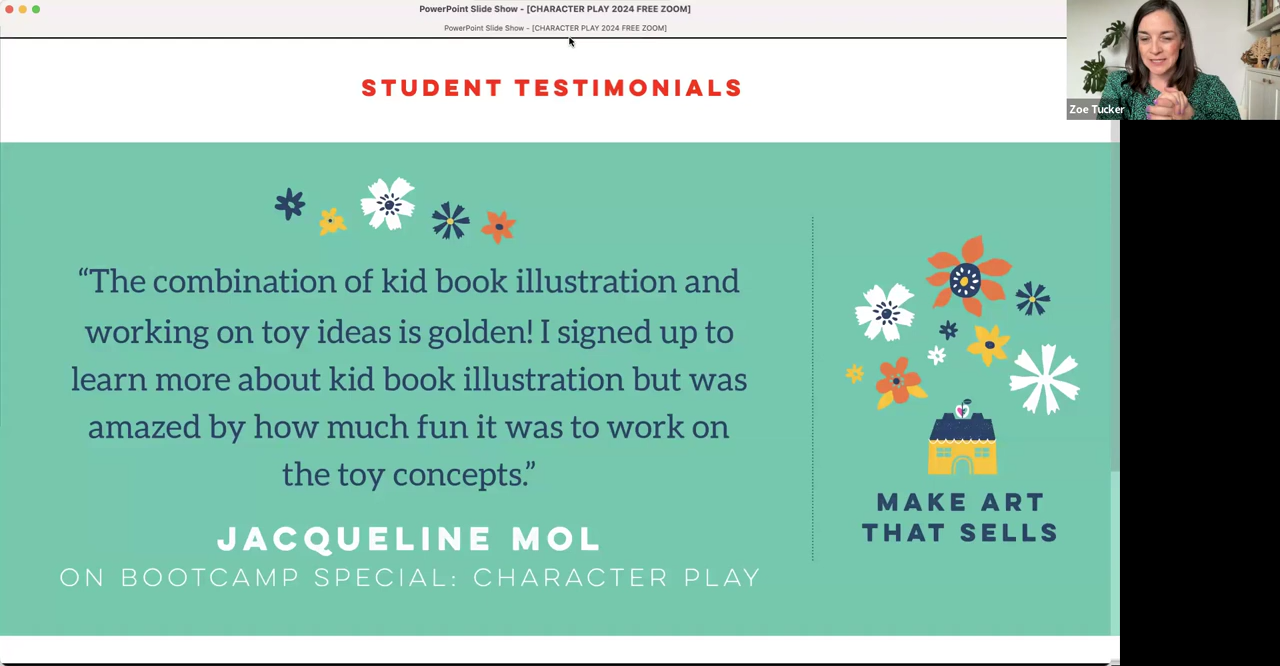 PowerPoint Slide Show - [CHARACTER PLAY 2024 FREE ZOOM]
PowerPoint Slide Show - [CHARACTER PLAY 2024 FREE ZOOM]
Zoe Tucker
STUDENT TESTIMONIALS
“The combination of kid book illustration and
working on toy ideas is golden! I signed up to
learn more about kid book illustration but was
amazed by how much fun it was to work on
the toy concepts.”
JACQUELINE MOL
ON BOOTCAMP SPECIAL: CHARACTER PLAY
MAKE ART
THAT SELLS